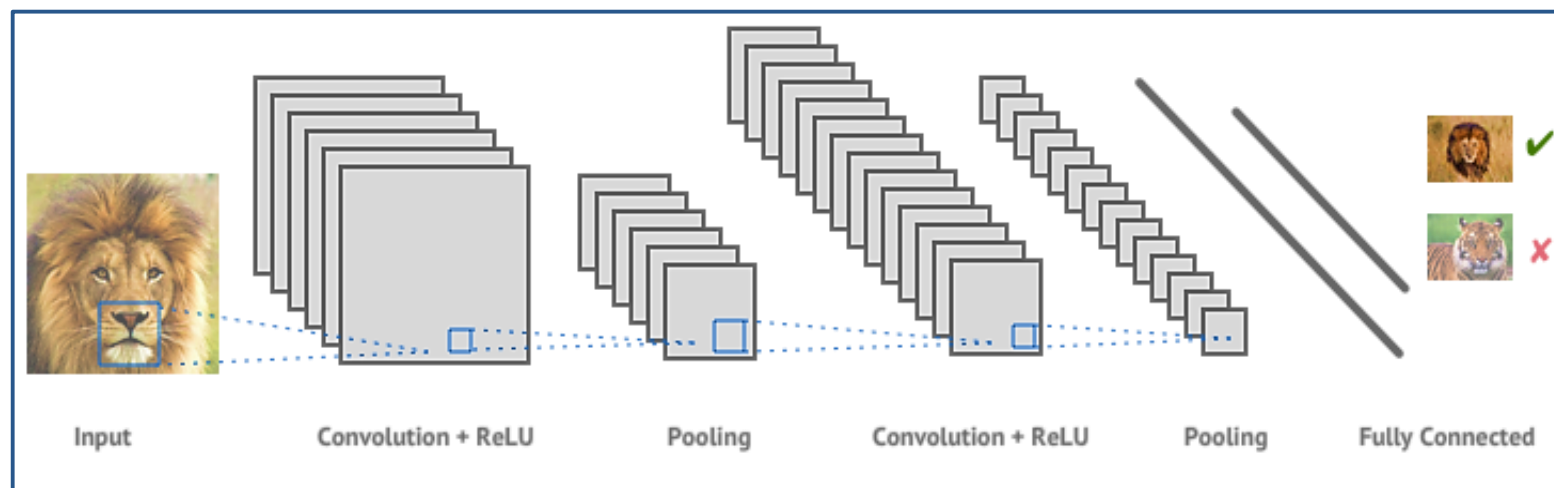 Input
Convolution + ReLU
Pooling
Convolution + ReLU
Pooling
Fully Connected